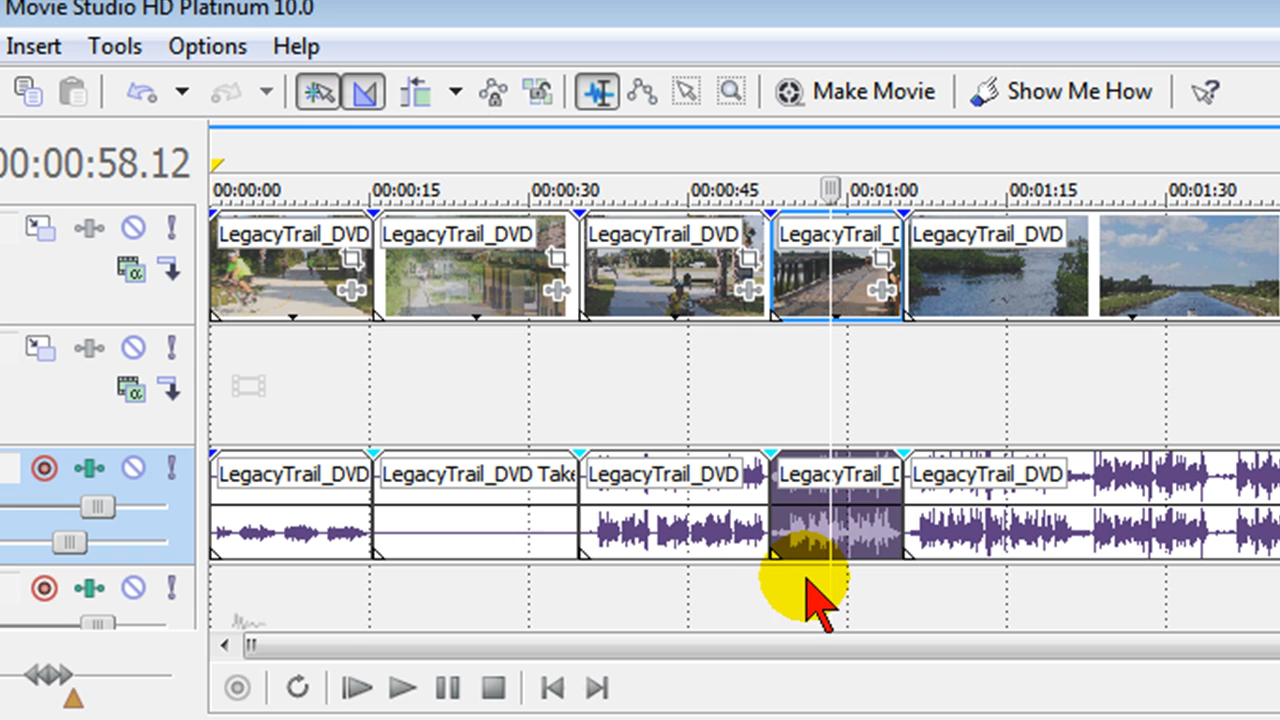 Movie Studio HD Platinum 10.0
Insert Tools Options Help
Make Movie Show Me How
00:00:58.12
00:00:00 00:00:15 00:00:30 00:00:45 00:01:00 00:01:15 00:01:30
LegacyTrail_DVD LegacyTrail_DVD LegacyTrail_DVD LegacyTrail_D LegacyTrail_DVD
LegacyTrail_DVD LegacyTrail_DVD Take LegacyTrail_DVD LegacyTrail_D LegacyTrail_DVD